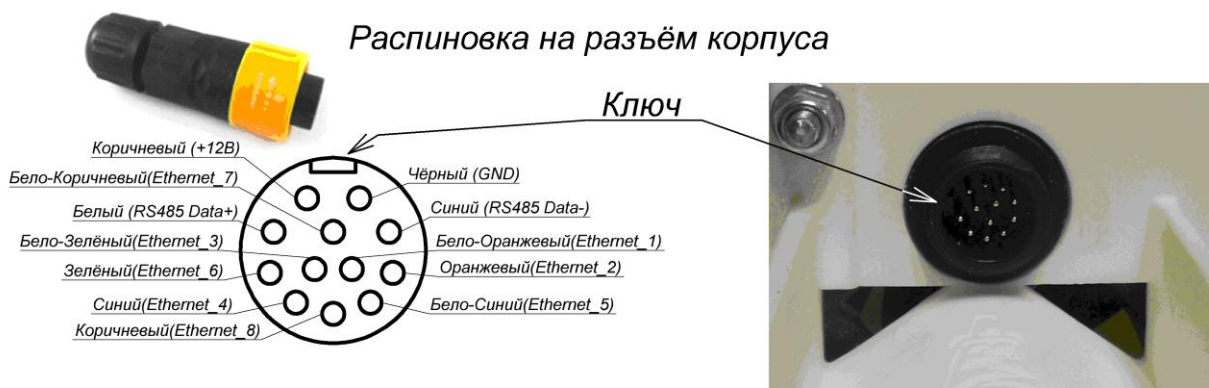 Распиновка на разъём корпуса
Ключ
Коричневый (+12В)
Чёрный (GND)
Бело-Коричневый(Ethernet_7)
Белый (RS485 Data+)
Синий (RS485 Data-)
Бело-Зелёный(Ethernet_3)
Бело-Оранжевый(Ethernet_1)
Зелёный(Ethernet_6)
Оранжевый(Ethernet_2)
Синий(Ethernet_4)
Бело-Синий(Ethernet_5)
Коричневый(Ethernet_8)